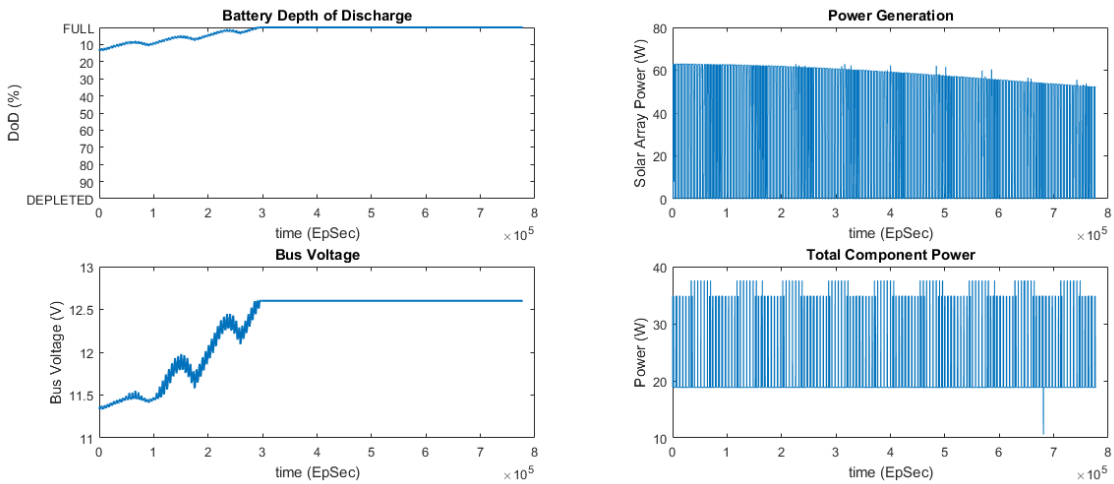 Battery Depth of Discharge
FULL
10
20
30
40
50
60
70
80
90
DEPLETED
DoD (%)
0 1 2 3 4 5 6 7 8
time (EpSec)
×10^5
Power Generation
80
60
40
20
0
Solar Array Power (W)
0 1 2 3 4 5 6 7 8
time (EpSec)
×10^5
Bus Voltage
13
12.5
12
11.5
11
Bus Voltage (V)
0 1 2 3 4 5 6 7 8
time (EpSec)
×10^5
Total Component Power
40
30
20
10
Power (W)
0 1 2 3 4 5 6 7 8
time (EpSec)
×10^5